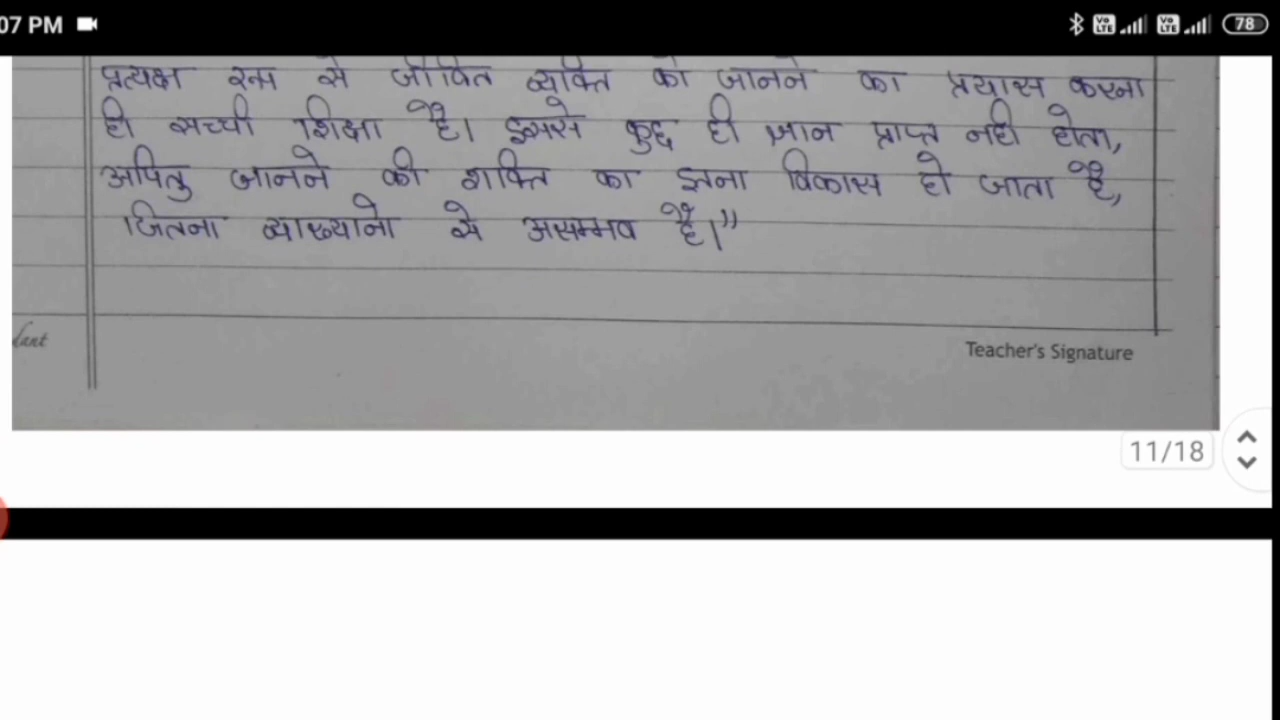 07 PM
78
प्रत्यक्ष रूप से जीवित व्यक्ति को जानने का प्रयास करना
ही सच्ची शिक्षा है। इससे कुछ ही ज्ञान प्राप्त नही होता,
अपितु जानने की शक्ति का इतना विकास हो जाता है,
जितना व्याख्यानो से असम्भव है।”
dant
Teacher's Signature
11/18